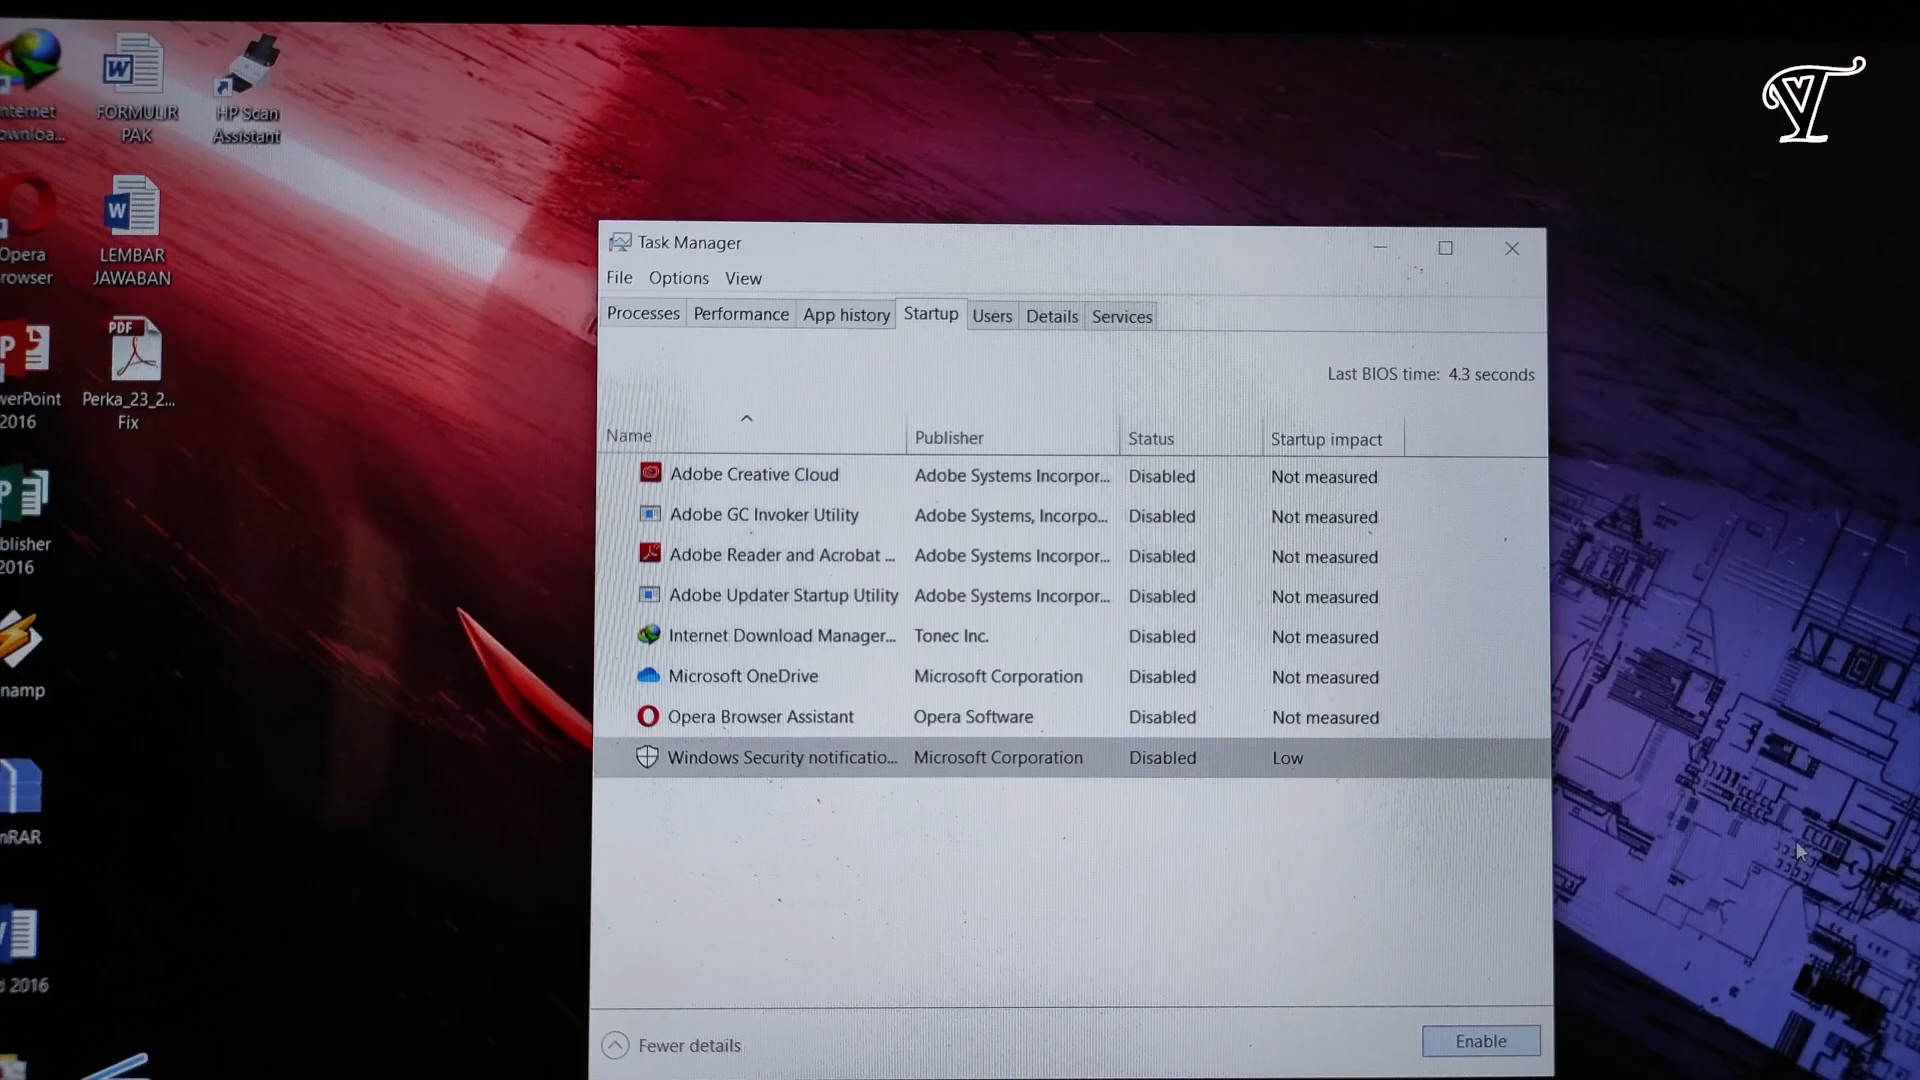 nternet
ownloa...
FORMULIR
PAK
HP Scan
Assistant
Opera
rowser
LEMBAR
JAWABAN
PDF
werPoint
2016
Perka_23_2...
Fix
blisher
2016
namp
nRAR
d 2016
Task Manager
File Options View
Processes Performance App history Startup Users Details Services
Last BIOS time: 4.3 seconds
Name Publisher Status Startup impact
Adobe Creative Cloud Adobe Systems Incorpor... Disabled Not measured
Adobe GC Invoker Utility Adobe Systems, Incorpo... Disabled Not measured
Adobe Reader and Acrobat ... Adobe Systems Incorpor... Disabled Not measured
Adobe Updater Startup Utility Adobe Systems Incorpor... Disabled Not measured
Internet Download Manager... Tonec Inc. Disabled Not measured
Microsoft OneDrive Microsoft Corporation Disabled Not measured
Opera Browser Assistant Opera Software Disabled Not measured
Windows Security notificatio... Microsoft Corporation Disabled Low
Fewer details
Enable